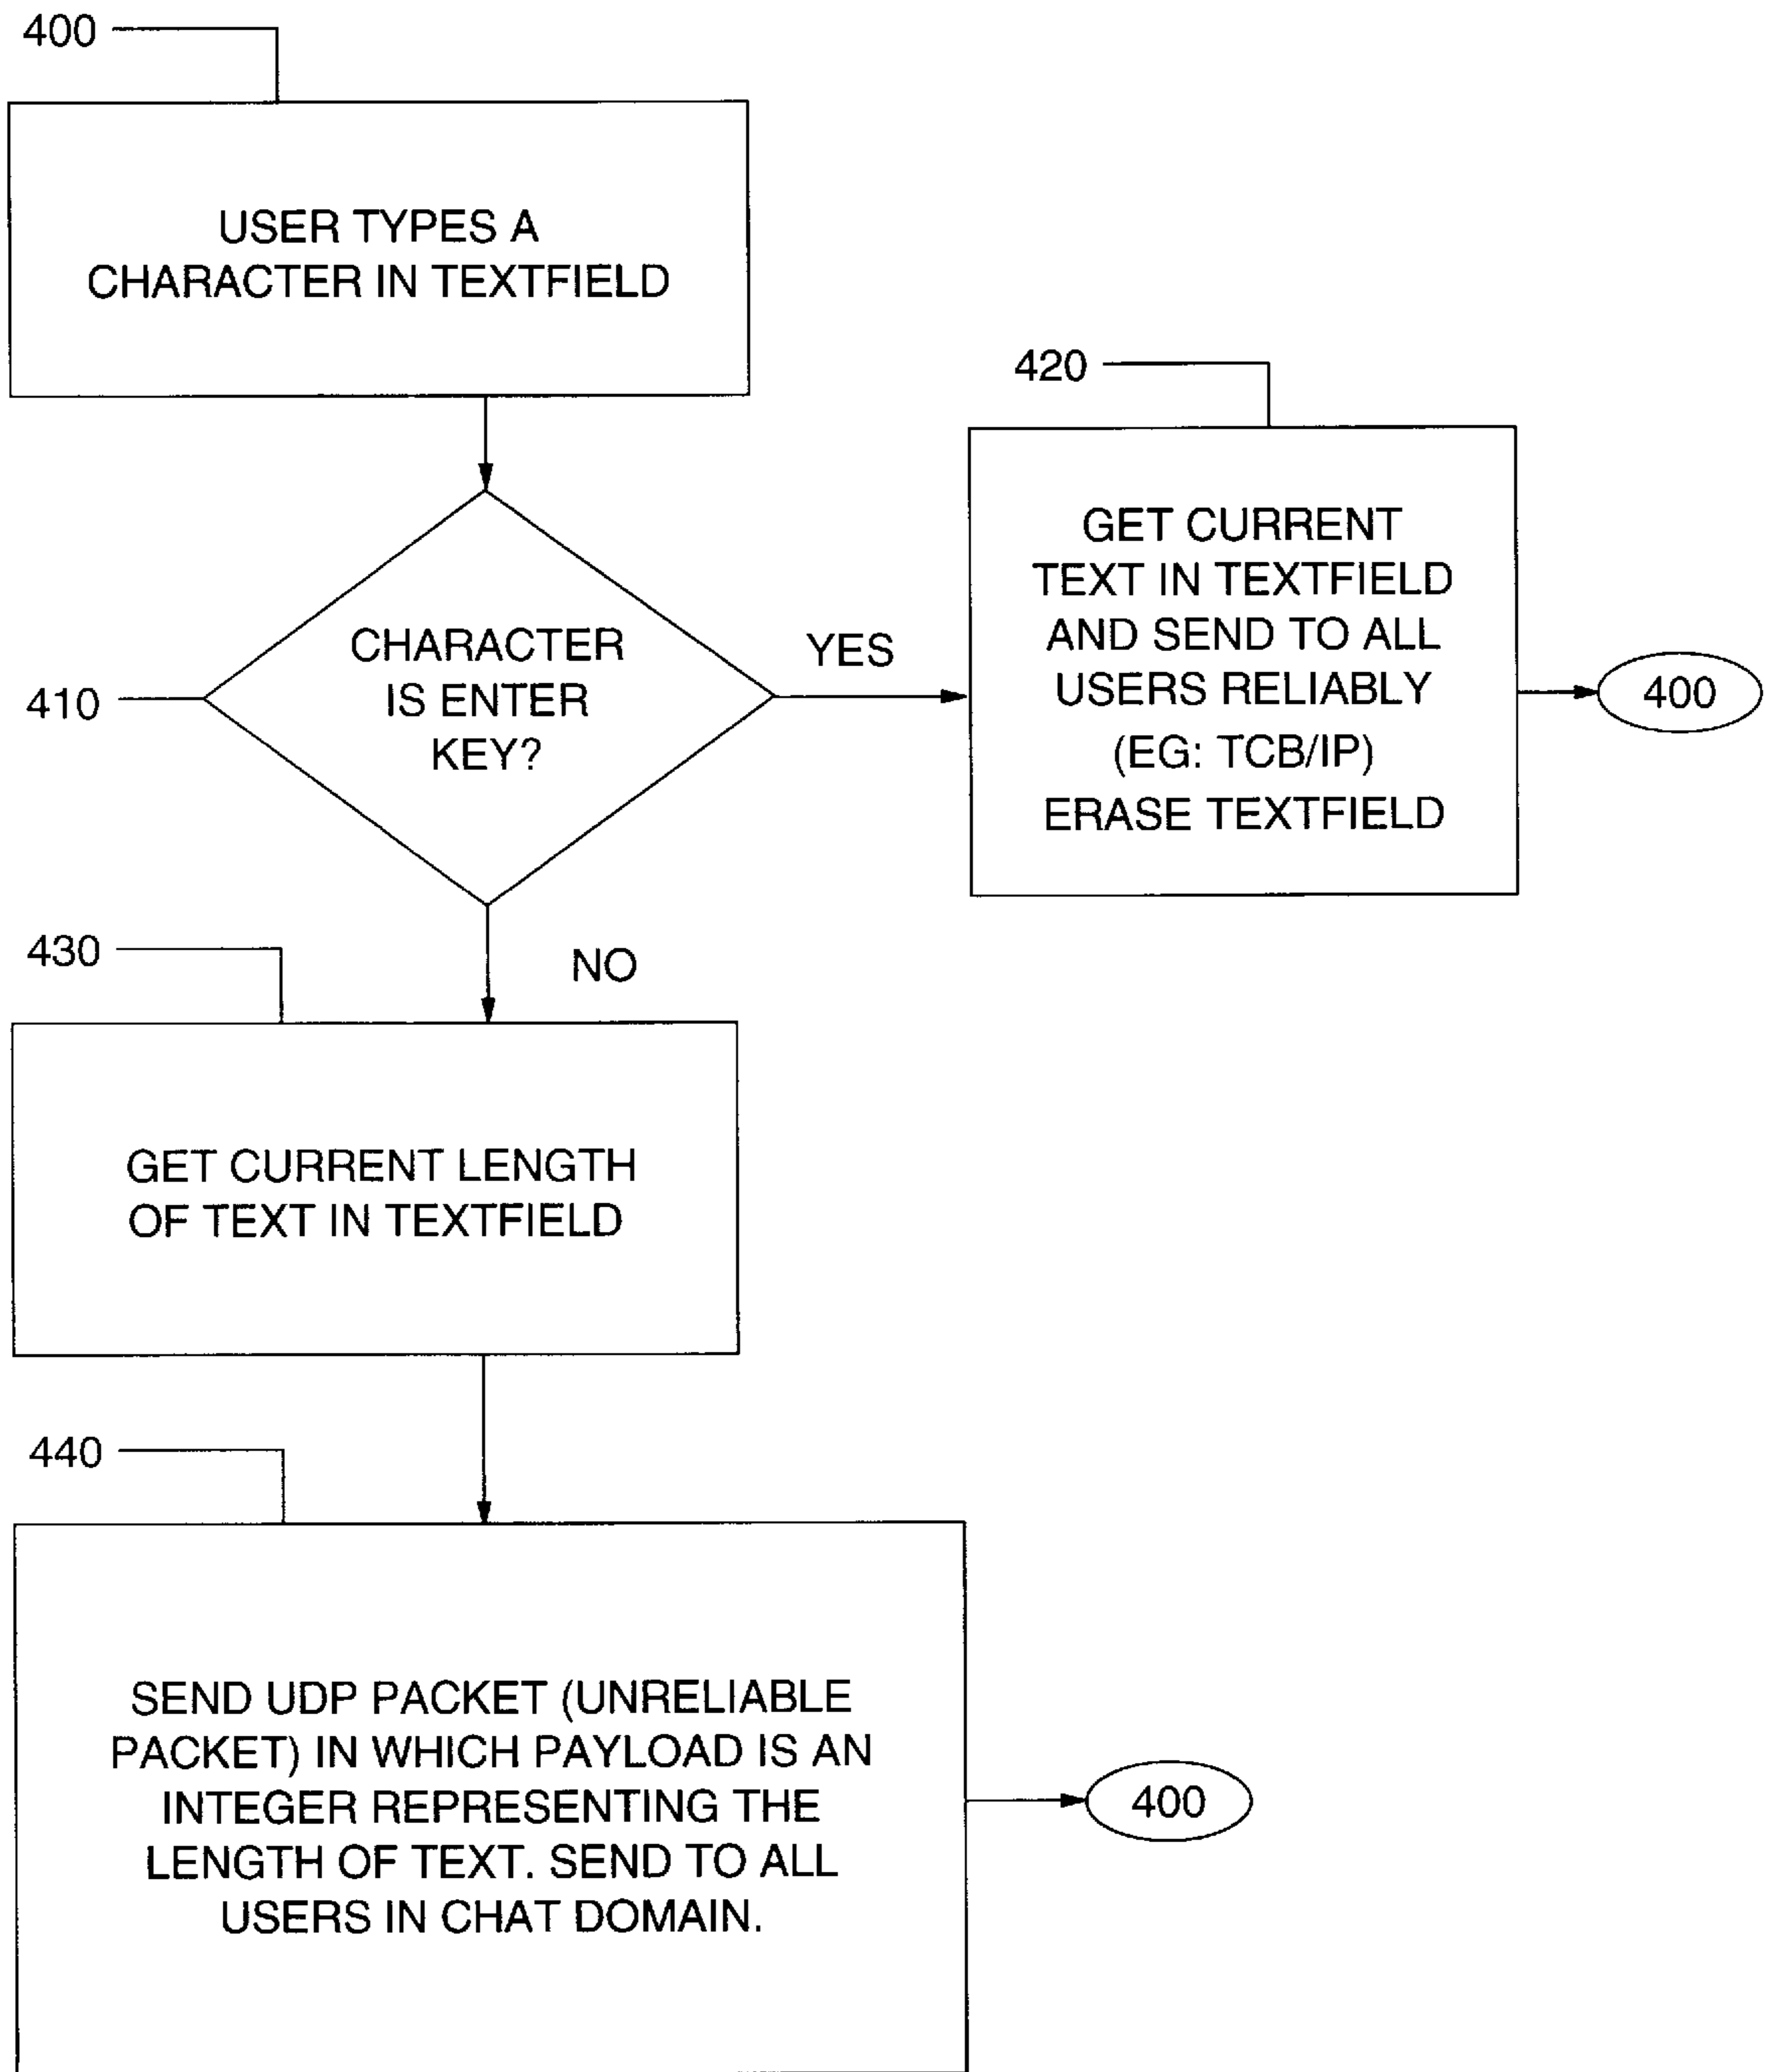 400
USER TYPES A
CHARACTER IN TEXTFIELD
410
CHARACTER
IS ENTER
KEY?
YES
420
GET CURRENT
TEXT IN TEXTFIELD
AND SEND TO ALL
USERS RELIABLY
(EG: TCB/IP)
ERASE TEXTFIELD
400
NO
430
GET CURRENT LENGTH
OF TEXT IN TEXTFIELD
440
SEND UDP PACKET (UNRELIABLE
PACKET) IN WHICH PAYLOAD IS AN
INTEGER REPRESENTING THE
LENGTH OF TEXT. SEND TO ALL
USERS IN CHAT DOMAIN.
400